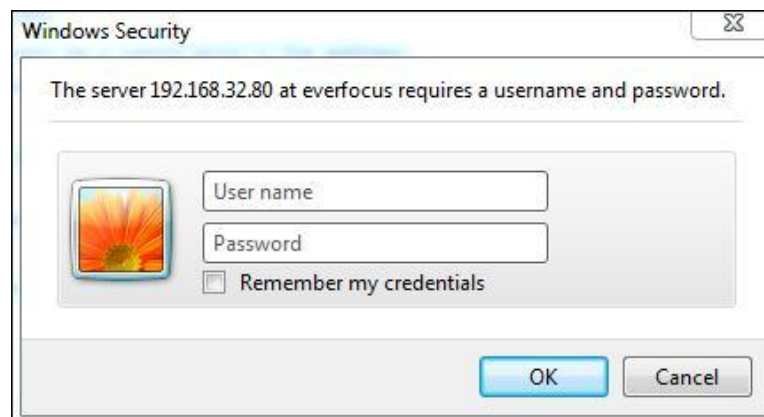 Windows Security
The server 192.168.32.80 at everfocus requires a username and password.
User name
Password
Remember my credentials
OK
Cancel